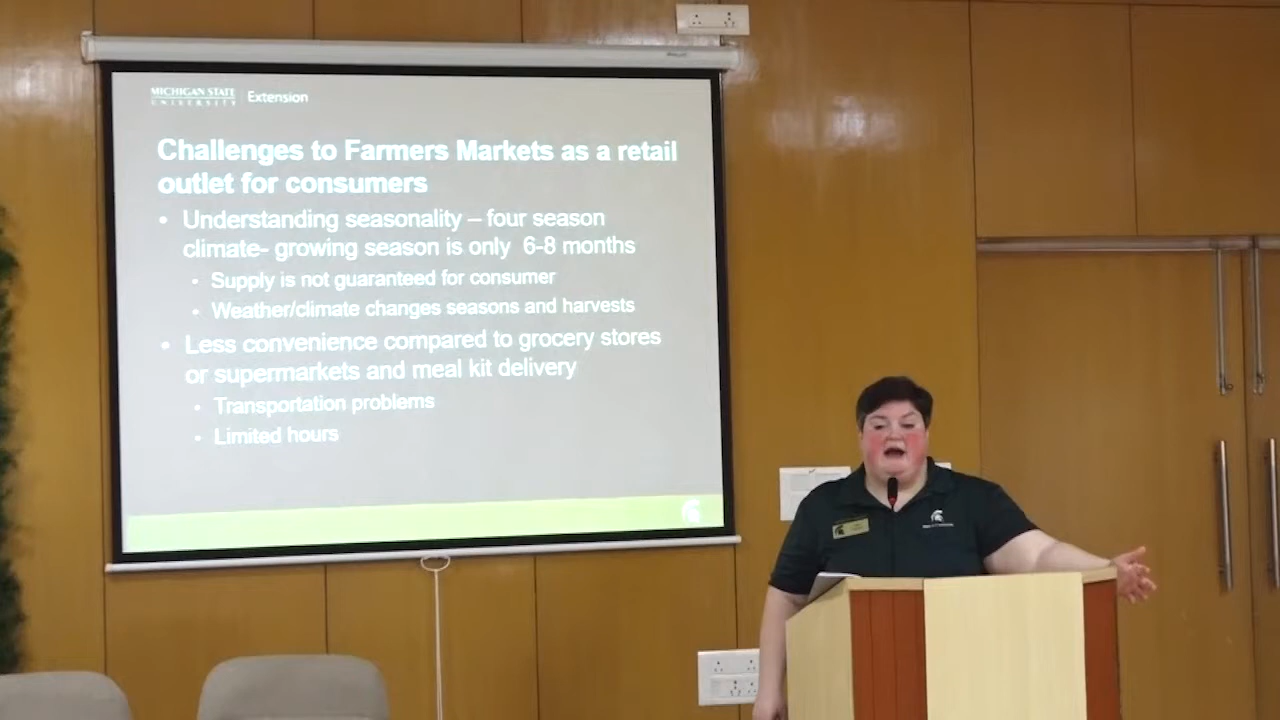 MICHIGAN STATE
UNIVERSITY
Extension
Challenges to Farmers Markets as a retail
outlet for consumers
• Understanding seasonality – four season
climate- growing season is only 6-8 months
• Supply is not guaranteed for consumer
• Weather/climate changes seasons and harvests
• Less convenience compared to grocery stores
or supermarkets and meal kit delivery
• Transportation problems
• Limited hours